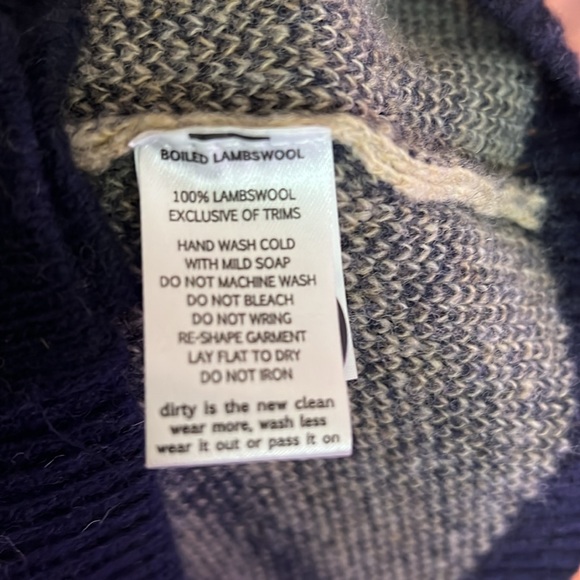 BOILED LAMBSWOOL
100% LAMBSWOOL
EXCLUSIVE OF TRIMS
HAND WASH COLD
WITH MILD SOAP
DO NOT MACHINE WASH
DO NOT BLEACH
DO NOT WRING
RE-SHAPE GARMENT
LAY FLAT TO DRY
DO NOT IRON
dirty is the new clean
wear more, wash less
wear it out or pass it on